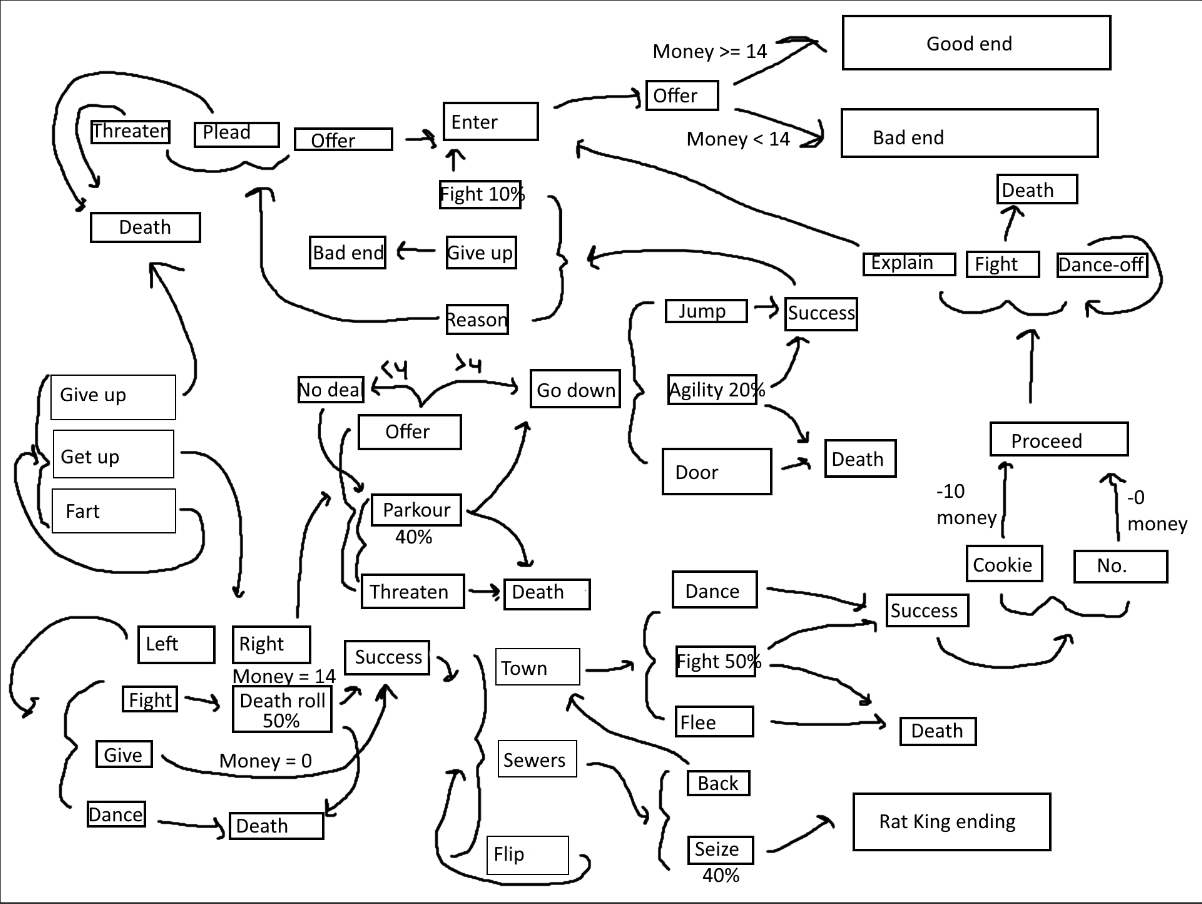 Money >= 14
Good end
Offer
Money < 14
Bad end
Threaten
Plead
Offer
Enter
Fight 10%
Death
Death
Bad end
Give up
Explain
Fight
Dance-off
Reason
Jump
Success
<4
>4
No deal
Go down
Agility 20%
Give up
Offer
Proceed
Get up
Door
Death
Fart
Parkour
40%
-10
money
-0
money
Threaten
Death
Cookie
No.
Dance
Success
Left
Right
Success
Town
Fight 50%
Money = 14
Fight
Death roll
50%
Flee
Death
Give
Money = 0
Sewers
Back
Dance
Death
Rat King ending
Flip
Seize
40%